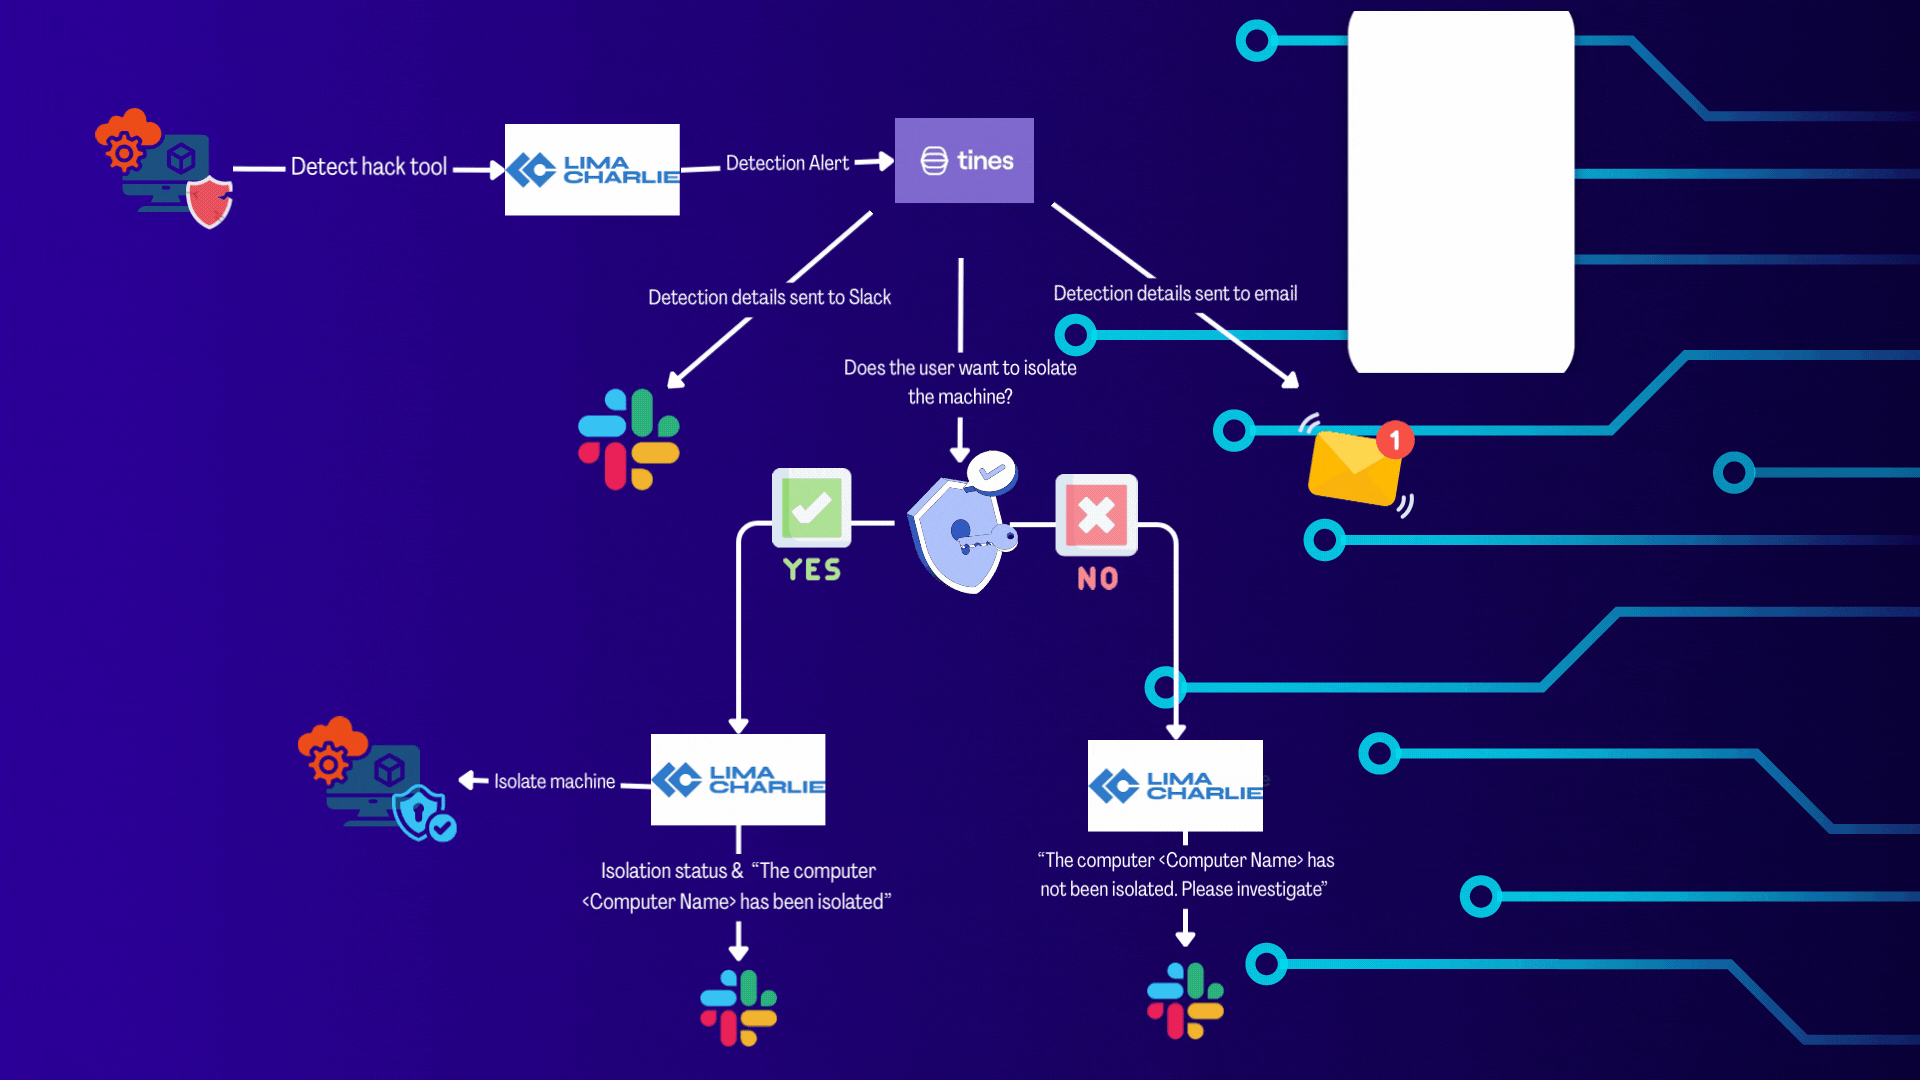 Detect hack tool
LIMA
CHARLIE
Detection Alert
tines
Detection details sent to Slack
Detection details sent to email
Does the user want to isolate
the machine?
1
YES
NO
Isolate machine
LIMA
CHARLIE
LIMA
CHARLIE
Isolation status & “The computer
<Computer Name> has been isolated”
“The computer <Computer Name> has
not been isolated. Please investigate”